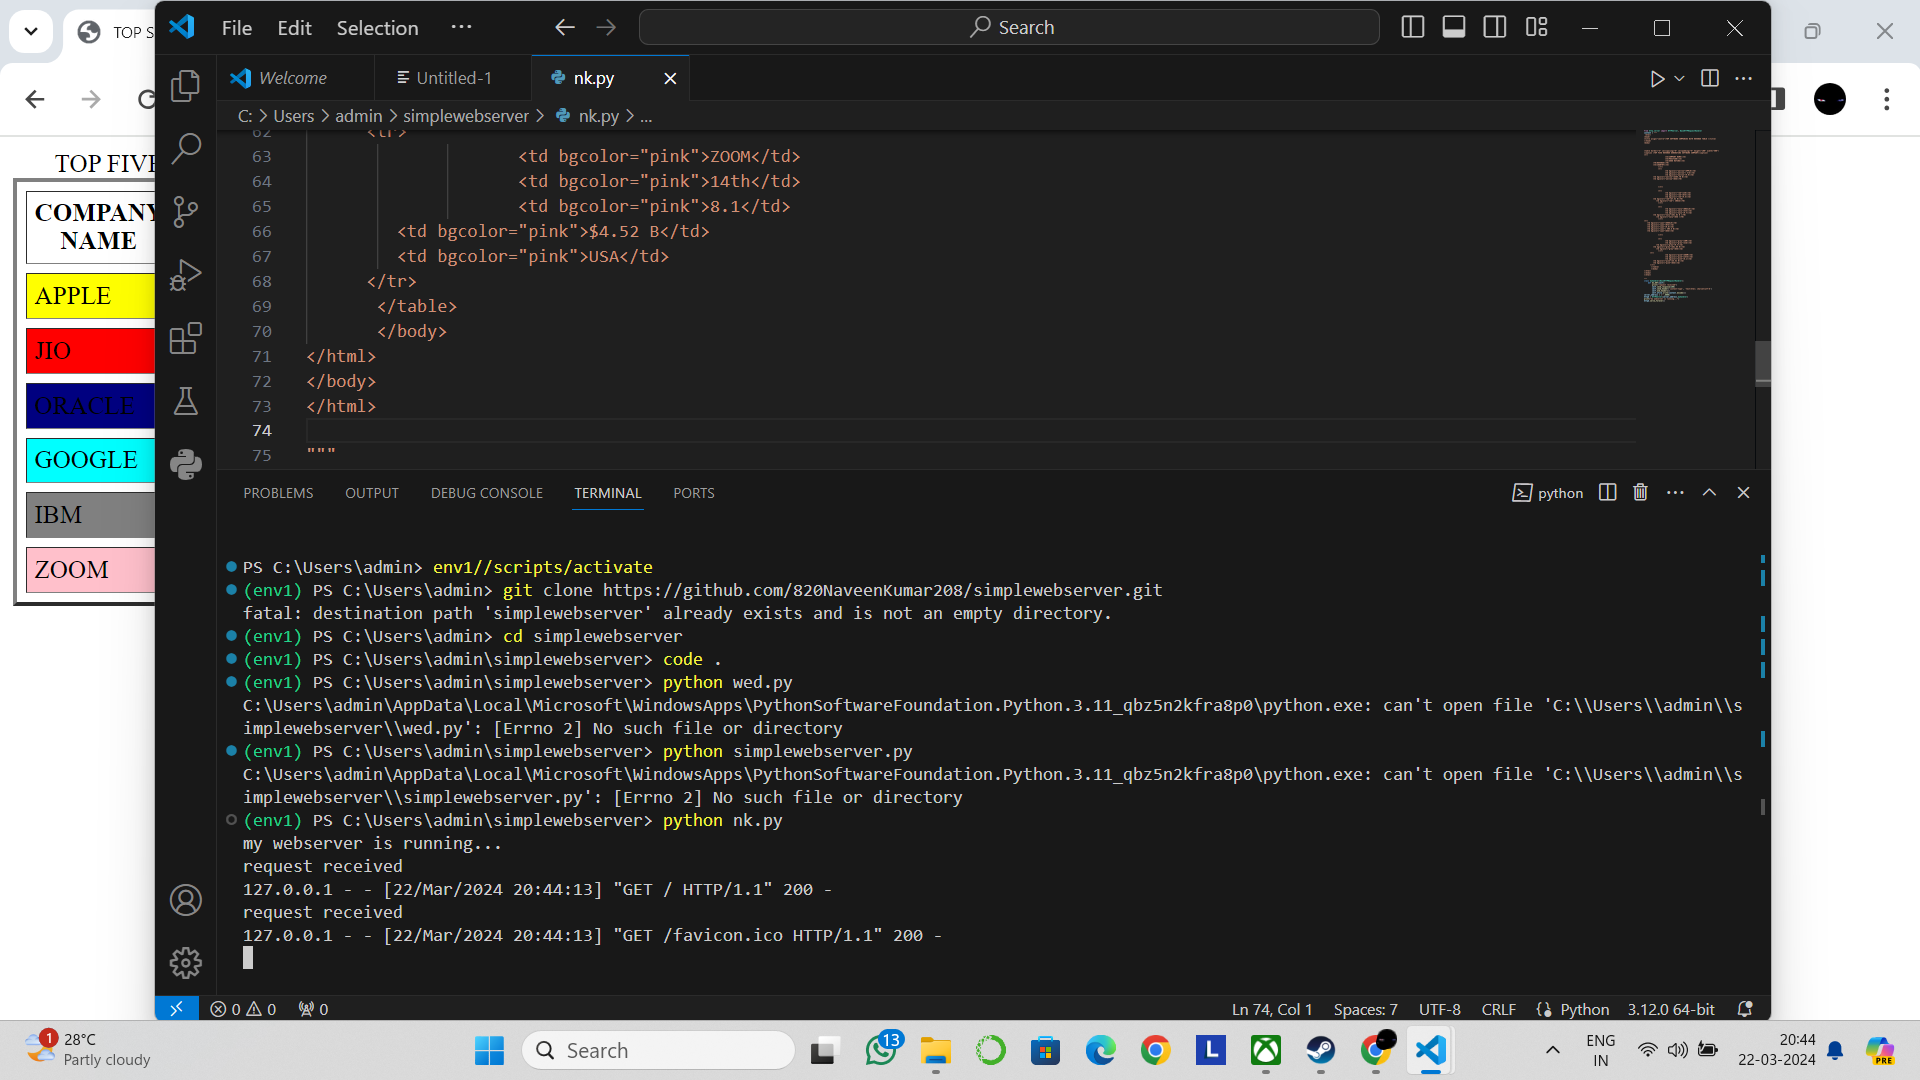 TOP S
TOP FIVE
COMPANY
NAME
APPLE
JIO
ORACLE
GOOGLE
IBM
ZOOM
File Edit Selection ...
Search
Welcome Untitled-1 nk.py
C: > Users > admin > simplewebserver > nk.py > ...
62 <tr>
63 <td bgcolor="pink">ZOOM</td>
64 <td bgcolor="pink">14th</td>
65 <td bgcolor="pink">8.1</td>
66 <td bgcolor="pink">$4.52 B</td>
67 <td bgcolor="pink">USA</td>
68 </tr>
69 </table>
70 </body>
71 </html>
72 </body>
73 </html>
74
75 """
PROBLEMS OUTPUT DEBUG CONSOLE TERMINAL PORTS
python
PS C:\Users\admin> env1//scripts/activate
(env1) PS C:\Users\admin> git clone https://github.com/820NaveenKumar208/simplewebserver.git
fatal: destination path 'simplewebserver' already exists and is not an empty directory.
(env1) PS C:\Users\admin> cd simplewebserver
(env1) PS C:\Users\admin\simplewebserver> code .
(env1) PS C:\Users\admin\simplewebserver> python wed.py
C:\Users\admin\AppData\Local\Microsoft\WindowsApps\PythonSoftwareFoundation.Python.3.11_qbz5n2kfra8p0\python.exe: can't open file 'C:\\Users\\admin\\s
implewebserver\\wed.py': [Errno 2] No such file or directory
(env1) PS C:\Users\admin\simplewebserver> python simplewebserver.py
C:\Users\admin\AppData\Local\Microsoft\WindowsApps\PythonSoftwareFoundation.Python.3.11_qbz5n2kfra8p0\python.exe: can't open file 'C:\\Users\\admin\\s
implewebserver\\simplewebserver.py': [Errno 2] No such file or directory
(env1) PS C:\Users\admin\simplewebserver> python nk.py
my webserver is running...
request received
127.0.0.1 - - [22/Mar/2024 20:44:13] "GET / HTTP/1.1" 200 -
request received
127.0.0.1 - - [22/Mar/2024 20:44:13] "GET /favicon.ico HTTP/1.1" 200 -
0 0 0
Ln 74, Col 1 Spaces: 7 UTF-8 CRLF Python 3.12.0 64-bit
1
28°C
Partly cloudy
Search
13
L
ENG
IN
20:44
22-03-2024
PRE